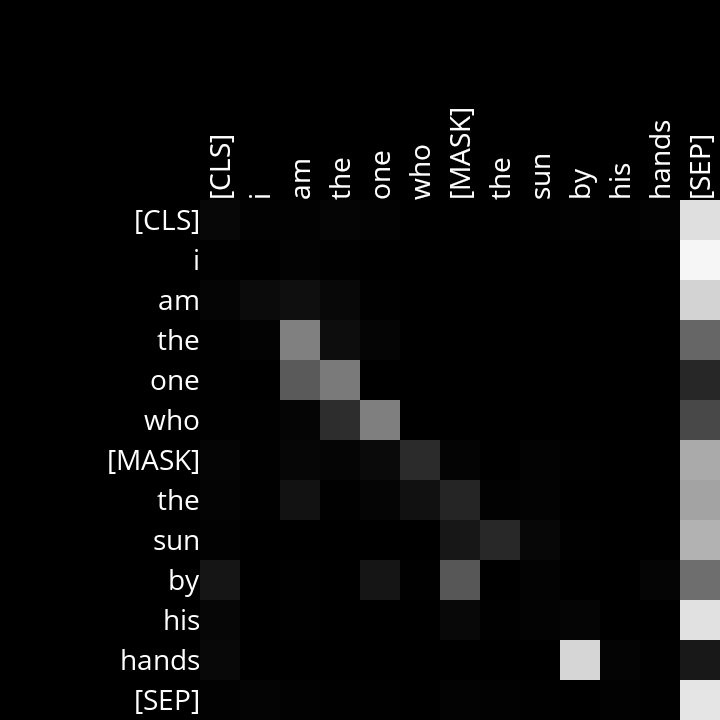 [CLS] i am the one who [MASK] the sun by his hands [SEP]
[CLS]
i
am
the
one
who
[MASK]
the
sun
by
his
hands
[SEP]